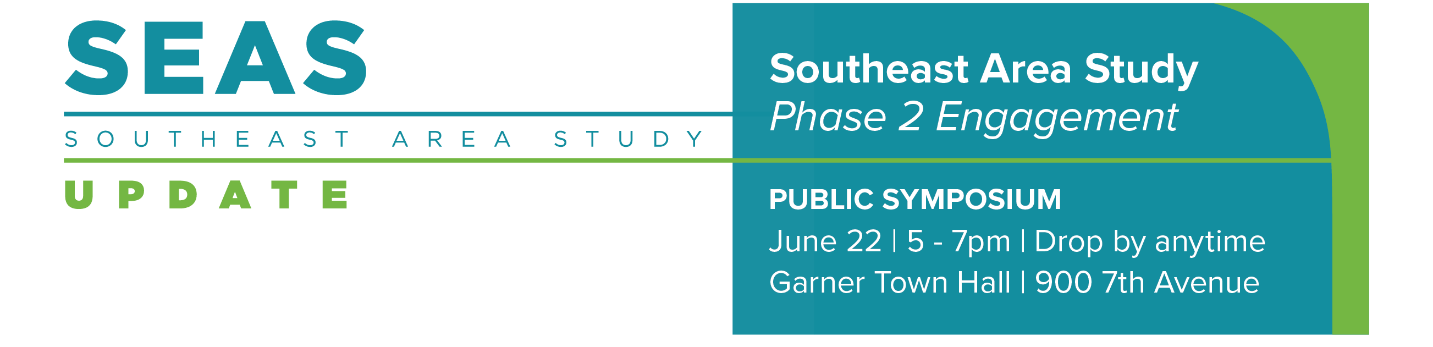 SEAS
SOUTHEAST AREA STUDY
UPDATE
Southeast Area Study
Phase 2 Engagement
PUBLIC SYMPOSIUM
June 22 | 5 - 7pm | Drop by anytime
Garner Town Hall | 900 7th Avenue